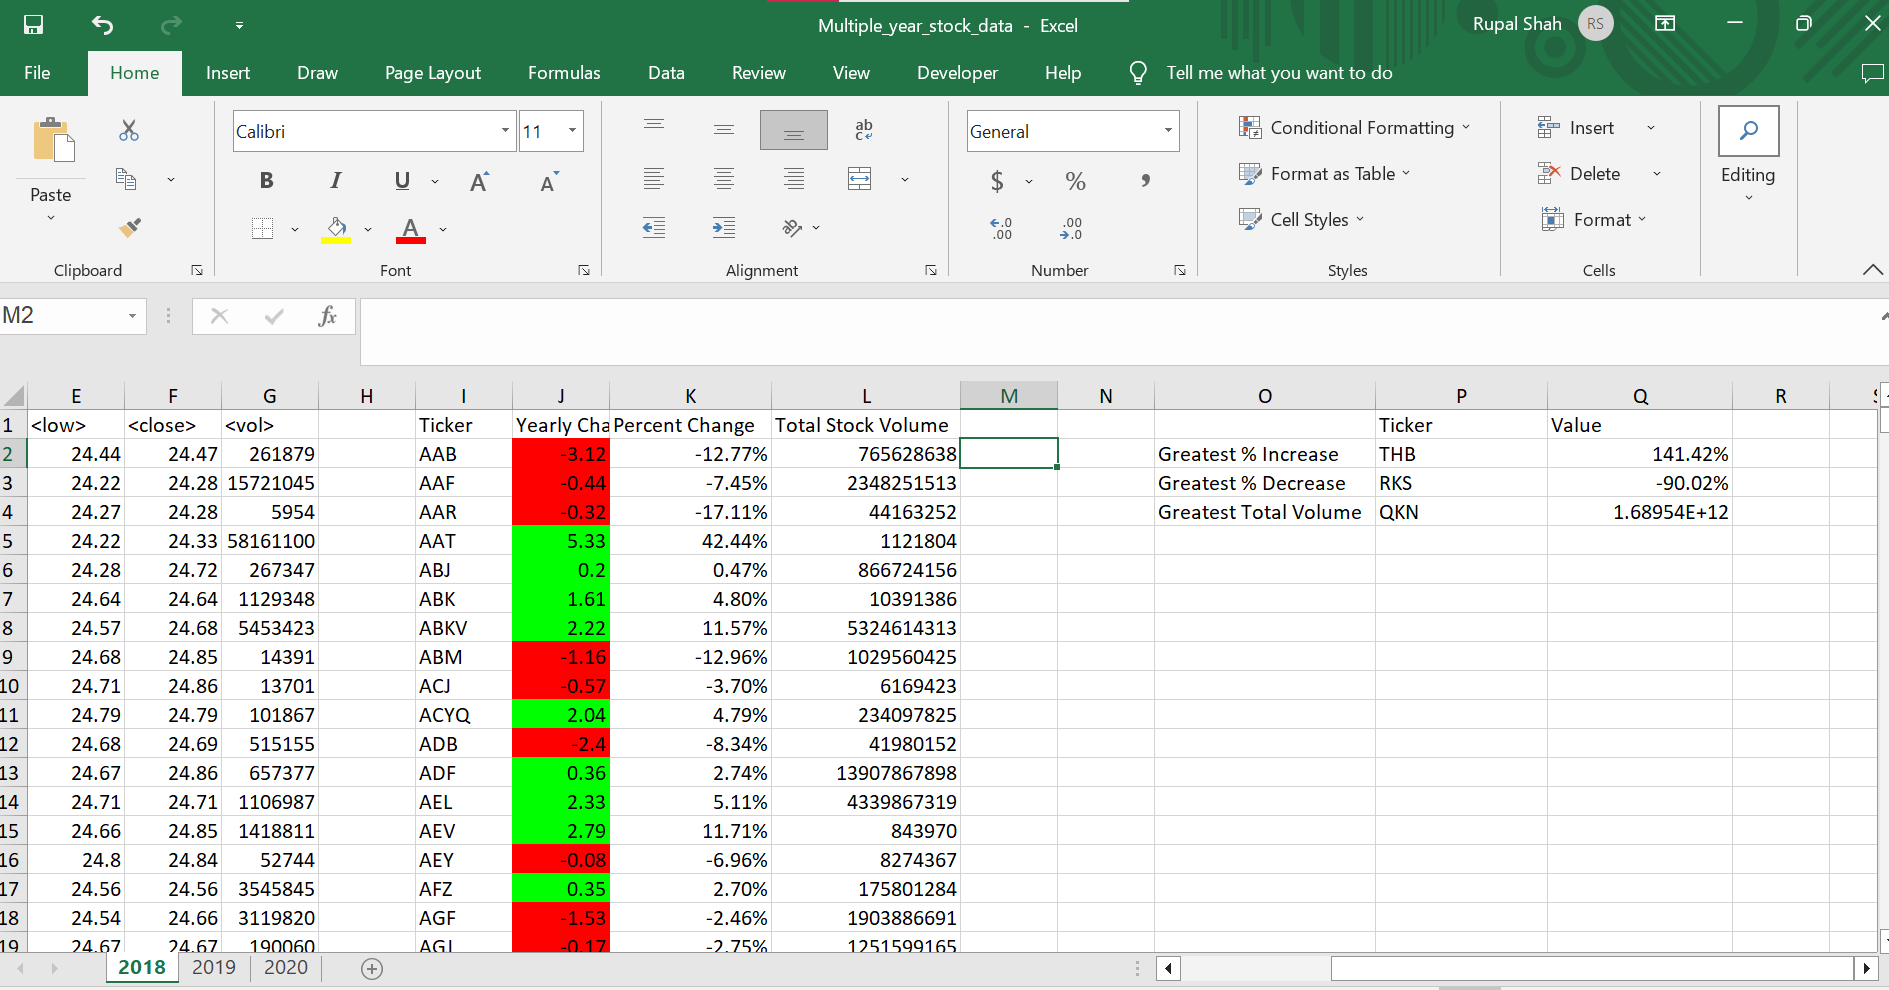 Multiple_year_stock_data - Excel
Rupal Shah RS
File Home Insert Draw Page Layout Formulas Data Review View Developer Help Tell me what you want to do
Paste
Clipboard
Calibri 11
B I U A A
A
Font
ab
c
Alignment
General
$ % ,
.0 .00
.00 .0
Number
Conditional Formatting
Format as Table
Cell Styles
Styles
Insert
Delete
Format
Cells
Editing
M2 fx
E F G H I J K L M N O P Q R
1 <low> <close> <vol> Ticker Yearly Cha Percent Change Total Stock Volume Ticker Value
2 24.44 24.47 261879 AAB -3.12 -12.77% 765628638 Greatest % Increase THB 141.42%
3 24.22 24.28 15721045 AAF -0.44 -7.45% 2348251513 Greatest % Decrease RKS -90.02%
4 24.27 24.28 5954 AAR -0.32 -17.11% 44163252 Greatest Total Volume QKN 1.68954E+12
5 24.22 24.33 58161100 AAT 5.33 42.44% 1121804
6 24.28 24.72 267347 ABJ 0.2 0.47% 866724156
7 24.64 24.64 1129348 ABK 1.61 4.80% 10391386
8 24.57 24.68 5453423 ABKV 2.22 11.57% 5324614313
9 24.68 24.85 14391 ABM -1.16 -12.96% 1029560425
10 24.71 24.86 13701 ACJ -0.57 -3.70% 6169423
11 24.79 24.79 101867 ACYQ 2.04 4.79% 234097825
12 24.68 24.69 515155 ADB -2.4 -8.34% 41980152
13 24.67 24.86 657377 ADF 0.36 2.74% 13907867898
14 24.71 24.71 1106987 AEL 2.33 5.11% 4339867319
15 24.66 24.85 1418811 AEV 2.79 11.71% 843970
16 24.8 24.84 52744 AEY -0.08 -6.96% 8274367
17 24.56 24.56 3545845 AFZ 0.35 2.70% 175801284
18 24.54 24.66 3119820 AGF -1.53 -2.46% 1903886691
19 24.67 24.67 190060 AGL -0.17 -2.75% 1251599165
2018 2019 2020